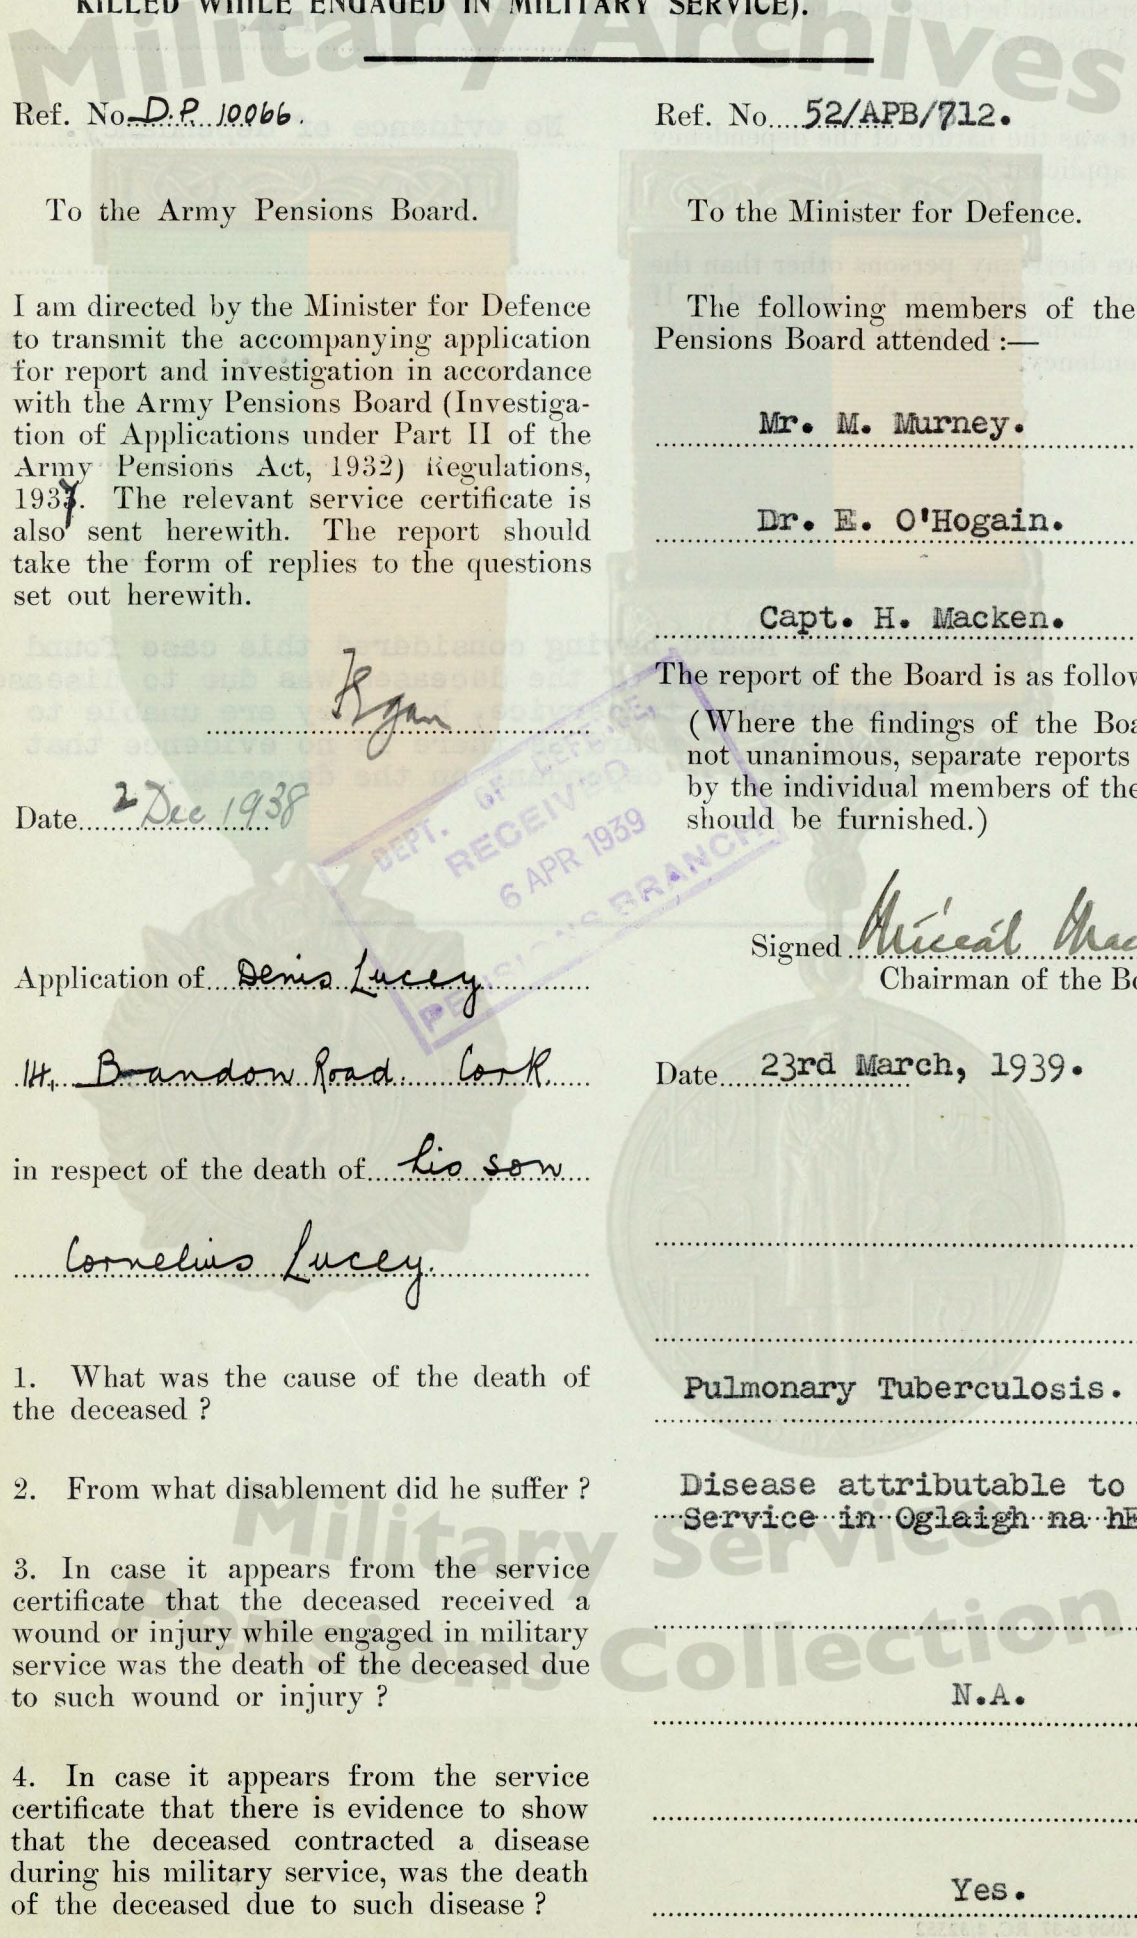 KILLED WHILE ENGAGED IN MILITARY SERVICE).
Military Archives
Ref. No. D.P. 10066.
To the Army Pensions Board.
I am directed by the Minister for Defence
to transmit the accompanying application
for report and investigation in accordance
with the Army Pensions Board (Investiga-
tion of Applications under Part II of the
Army Pensions Act, 1932) Regulations,
1937. The relevant service certificate is
also sent herewith. The report should
take the form of replies to the questions
set out herewith.
Date 2 Dec 1938
DEPT. OF DEFENCE
RECEIVED
6 APR 1939
PENSIONS BRANCH
Application of Denis Lucey
14, Brandon Road. Cork
in respect of the death of his son
Cornelius Lucey.
1. What was the cause of the death of
the deceased ?
2. From what disablement did he suffer ?
3. In case it appears from the service
certificate that the deceased received a
wound or injury while engaged in military
service was the death of the deceased due
to such wound or injury ?
4. In case it appears from the service
certificate that there is evidence to show
that the deceased contracted a disease
during his military service, was the death
of the deceased due to such disease ?
Ref. No. 52/APB/712.
To the Minister for Defence.
The following members of the
Pensions Board attended :—
Mr. M. Murney.
Dr. E. O'Hogain.
Capt. H. Macken.
The report of the Board is as follow
(Where the findings of the Boa
not unanimous, separate reports
by the individual members of the
should be furnished.)
Signed Míceál Mac
Chairman of the Bo
Date 23rd March, 1939.
Pulmonary Tuberculosis.
Disease attributable to
Service in Oglaigh na hE
N.A.
Yes.
Military Service
Pensions Collection